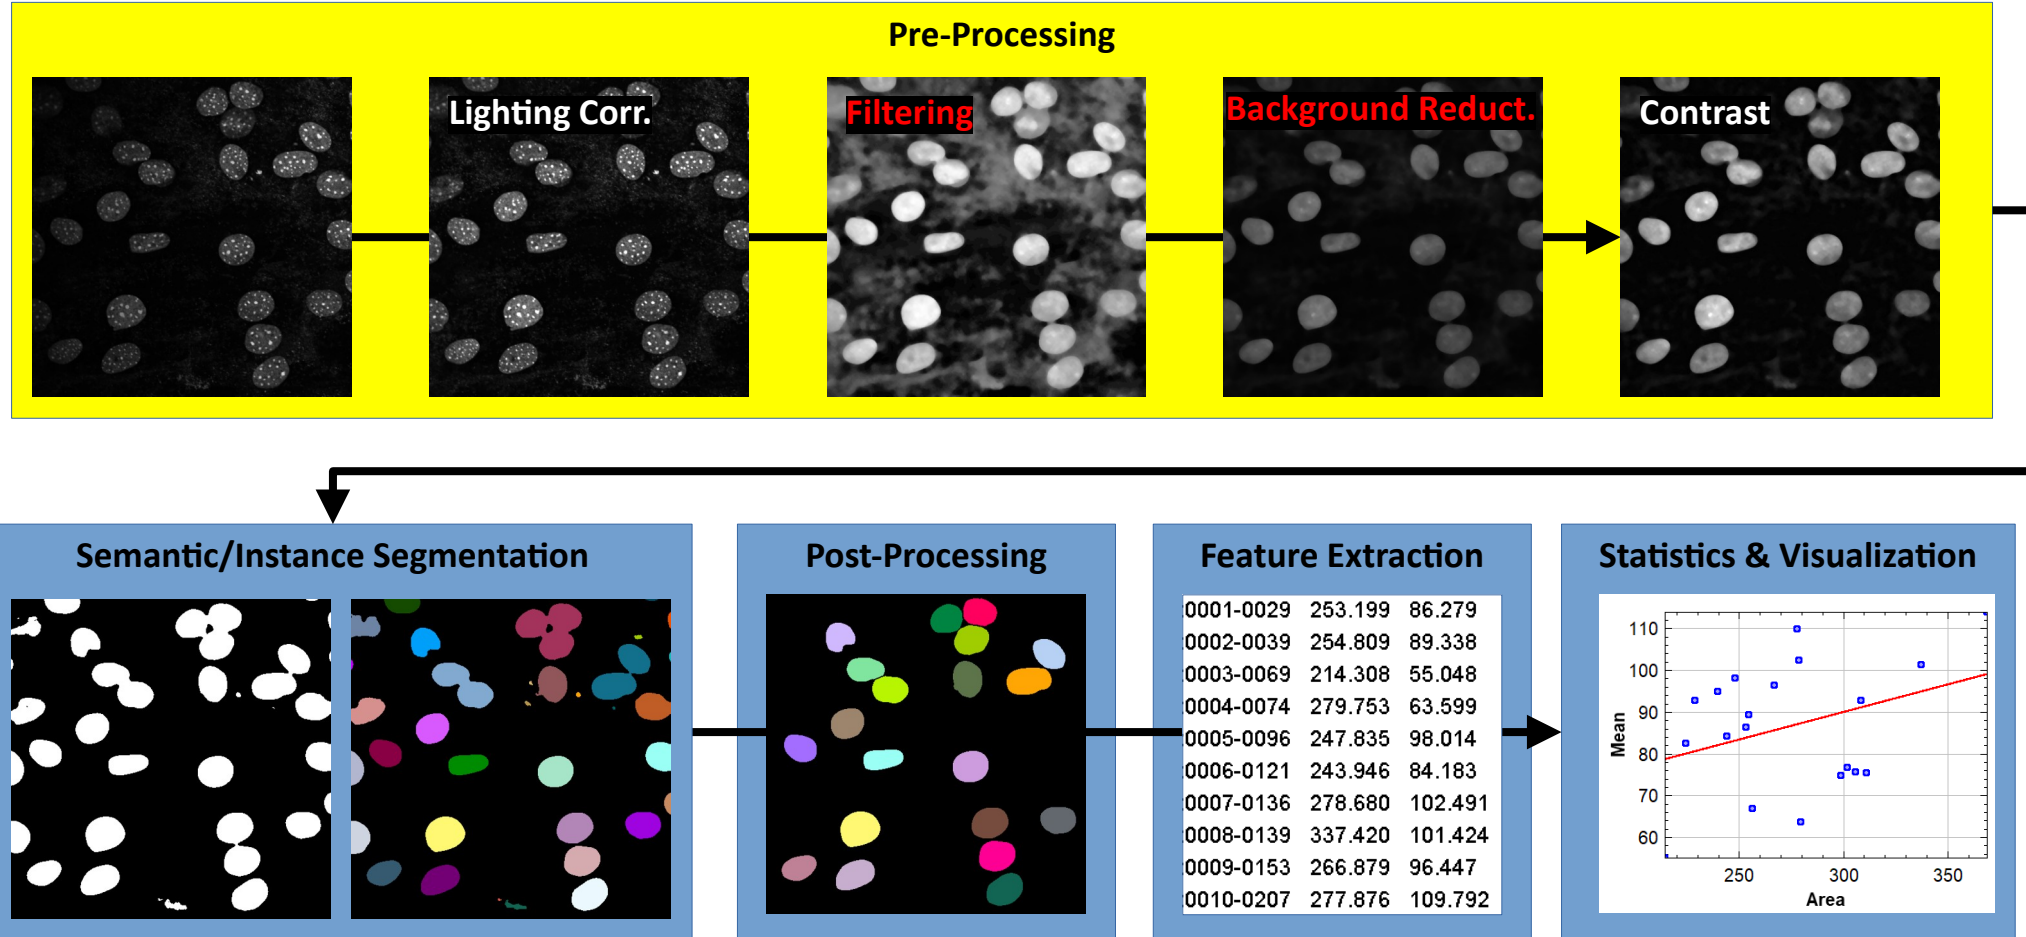 Pre-Processing
Lighting Corr.
Filtering
Background Reduct.
Contrast
Semantic/Instance Segmentation
Post-Processing
Feature Extraction
Statistics & Visualization
0001-0029 253.199 86.279
0002-0039 254.809 89.338
0003-0069 214.308 55.048
0004-0074 279.753 63.599
0005-0096 247.835 98.014
0006-0121 243.946 84.183
0007-0136 278.680 102.491
0008-0139 337.420 101.424
0009-0153 266.879 96.447
0010-0207 277.876 109.792
110
100
90
80
70
60
Mean
250 300 350
Area